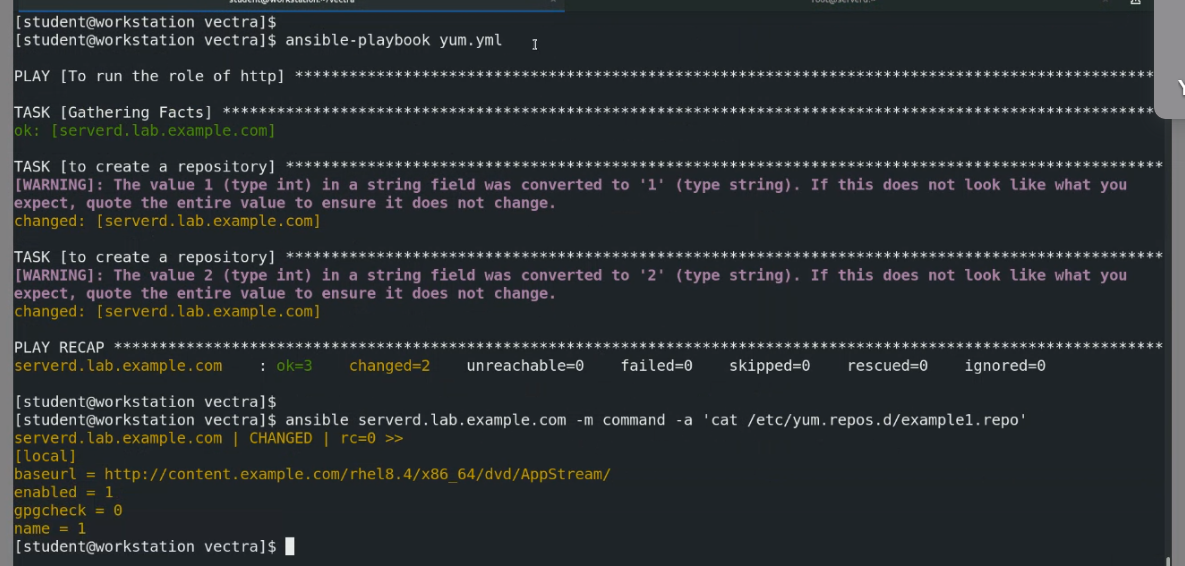 student@workstation:~/vectra
root@serverd:~
[student@workstation vectra]$
[student@workstation vectra]$ ansible-playbook yum.yml
PLAY [To run the role of http] ***********************************************************************************************
TASK [Gathering Facts] *******************************************************************************************************
ok: [serverd.lab.example.com]
TASK [to create a repository] *************************************************************************************************
[WARNING]: The value 1 (type int) in a string field was converted to '1' (type string). If this does not look like what you
expect, quote the entire value to ensure it does not change.
changed: [serverd.lab.example.com]
TASK [to create a repository] *************************************************************************************************
[WARNING]: The value 2 (type int) in a string field was converted to '2' (type string). If this does not look like what you
expect, quote the entire value to ensure it does not change.
changed: [serverd.lab.example.com]
PLAY RECAP ********************************************************************************************************************
serverd.lab.example.com    : ok=3    changed=2    unreachable=0    failed=0    skipped=0    rescued=0    ignored=0
[student@workstation vectra]$
[student@workstation vectra]$ ansible serverd.lab.example.com -m command -a 'cat /etc/yum.repos.d/example1.repo'
serverd.lab.example.com | CHANGED | rc=0 >>
[local]
baseurl = http://content.example.com/rhel8.4/x86_64/dvd/AppStream/
enabled = 1
gpgcheck = 0
name = 1
[student@workstation vectra]$